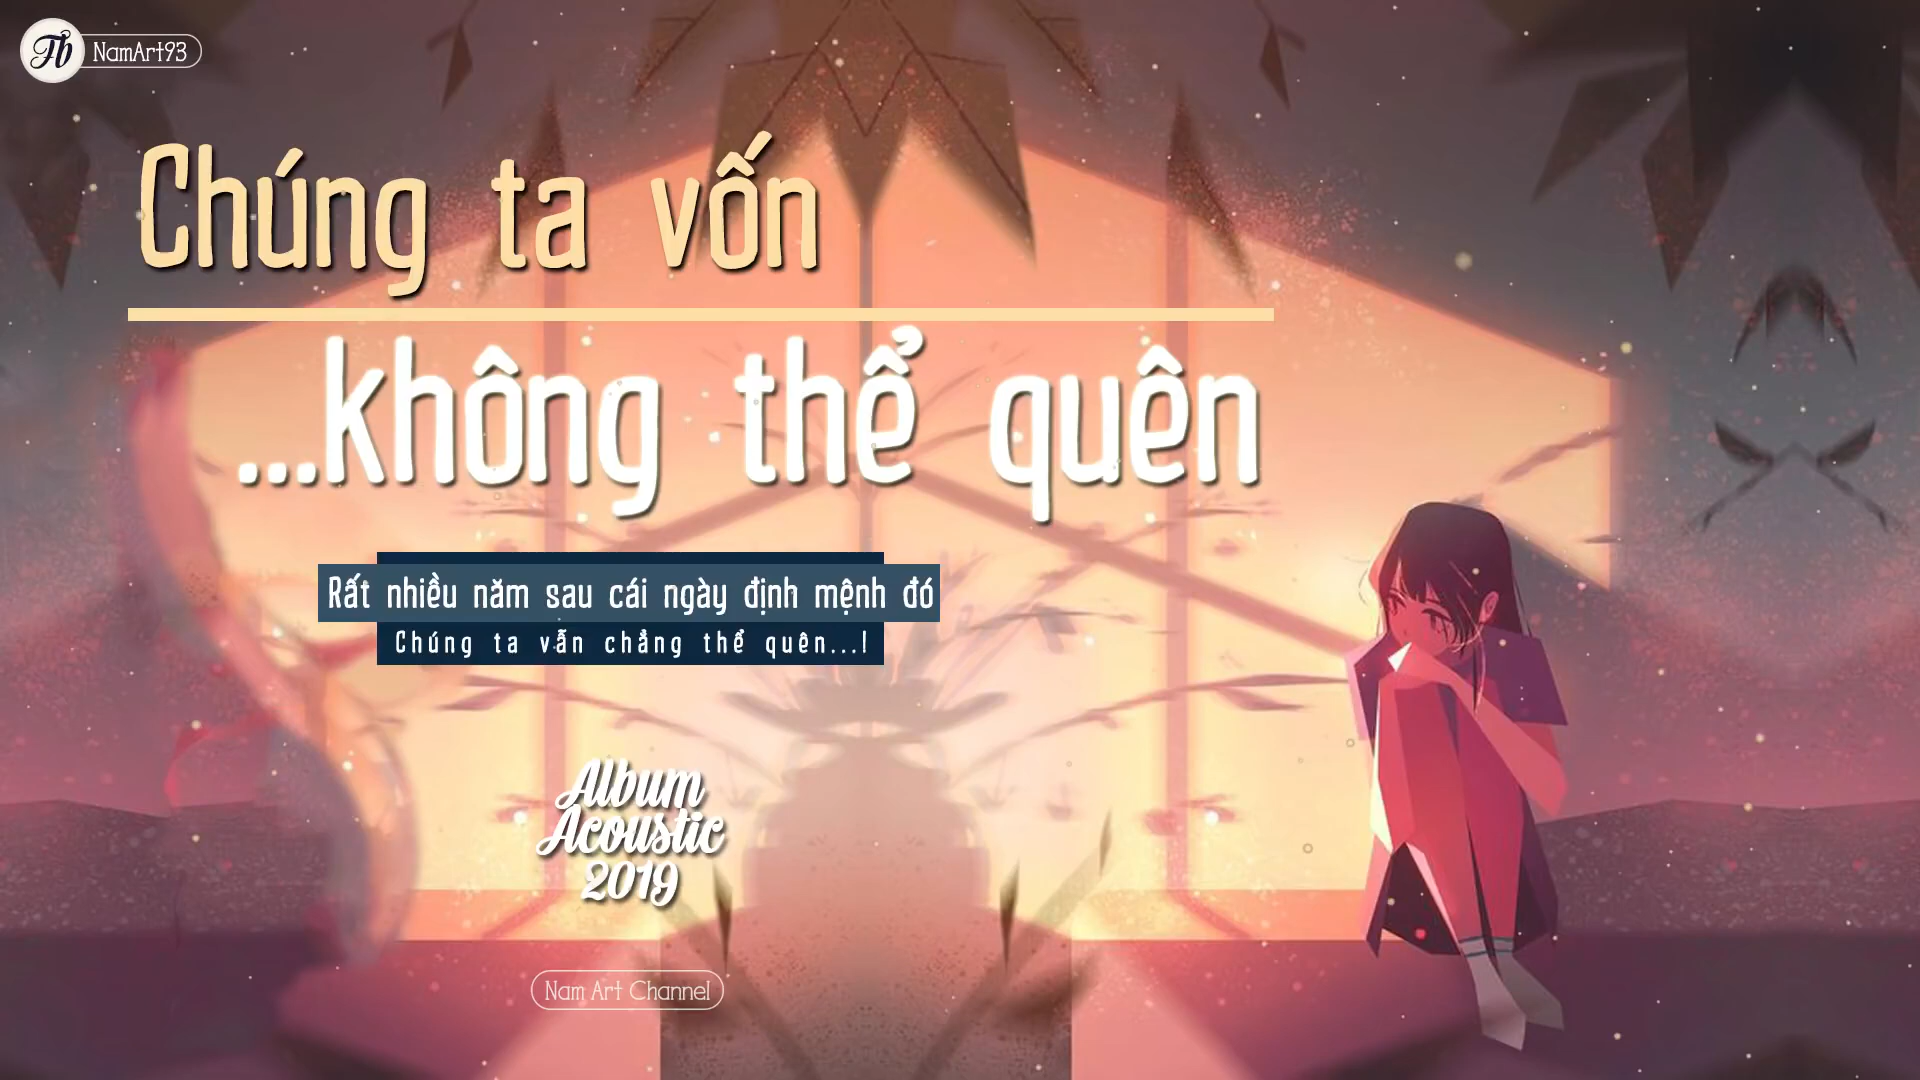 Fb NamArt93
Chúng ta vốn
...không thể quên
Rất nhiều năm sau cái ngày định mệnh đó
Chúng ta vẫn chẳng thể quên...!
Album
Acoustic
2019
Nam Art Channel